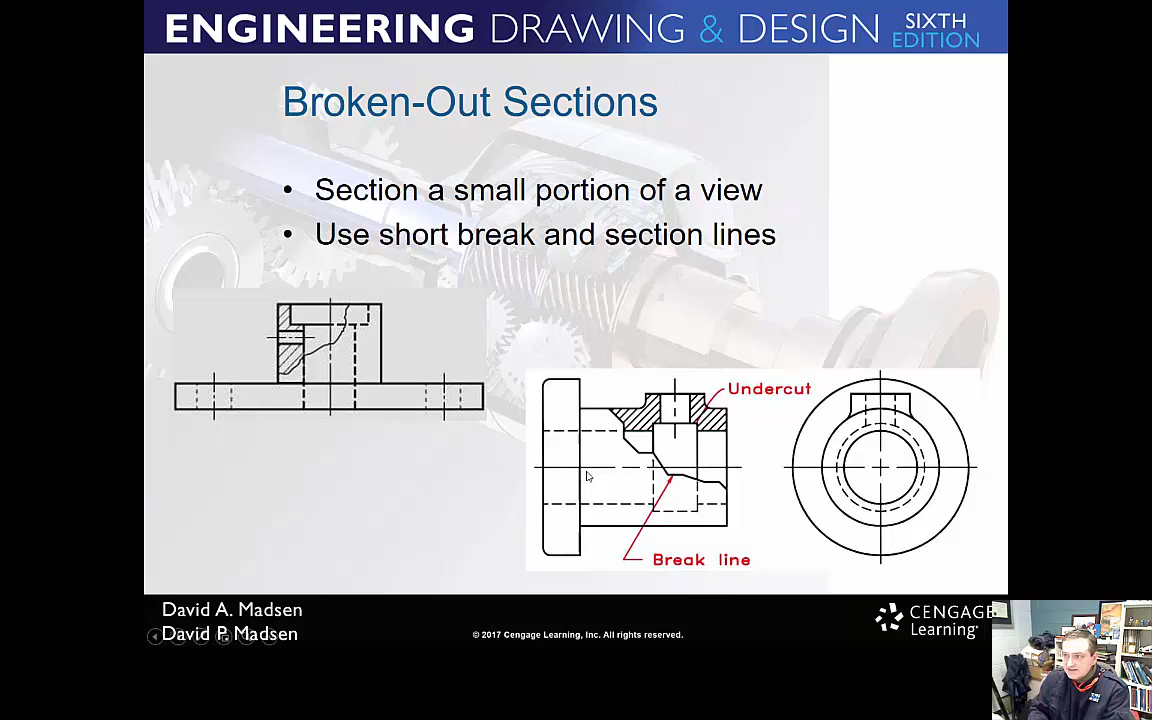 ENGINEERING DRAWING & DESIGN SIXTH EDITION
Broken-Out Sections
• Section a small portion of a view
• Use short break and section lines
Undercut
Break line
David A. Madsen
David P. Madsen
© 2017 Cengage Learning, Inc. All rights reserved.
CENGAGE
Learning®